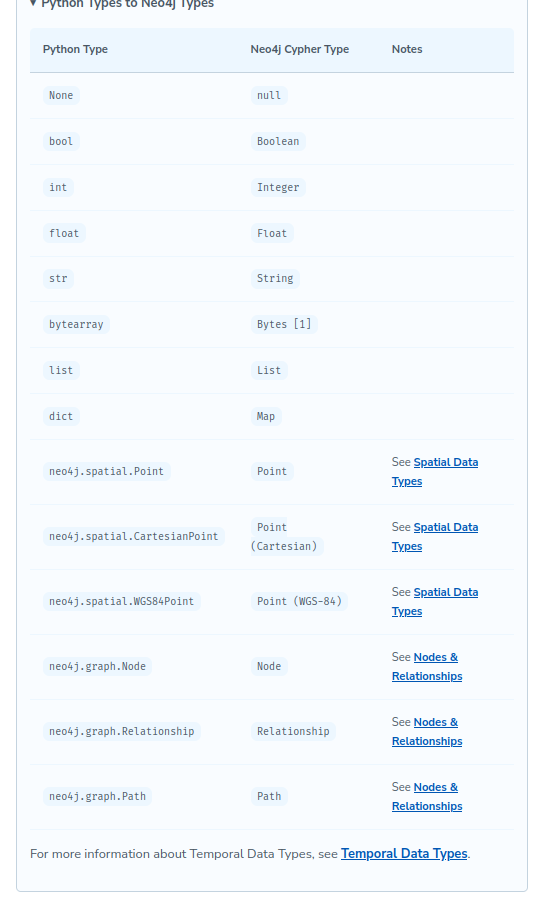 ▾ Python Types to Neo4j Types
Python Type Neo4j Cypher Type Notes
None null
bool Boolean
int Integer
float Float
str String
bytearray Bytes [1]
list List
dict Map
neo4j.spatial.Point Point See Spatial Data
Types
neo4j.spatial.CartesianPoint Point
(Cartesian) See Spatial Data
Types
neo4j.spatial.WGS84Point Point (WGS-84) See Spatial Data
Types
neo4j.graph.Node Node See Nodes &
Relationships
neo4j.graph.Relationship Relationship See Nodes &
Relationships
neo4j.graph.Path Path See Nodes &
Relationships
For more information about Temporal Data Types, see Temporal Data Types.